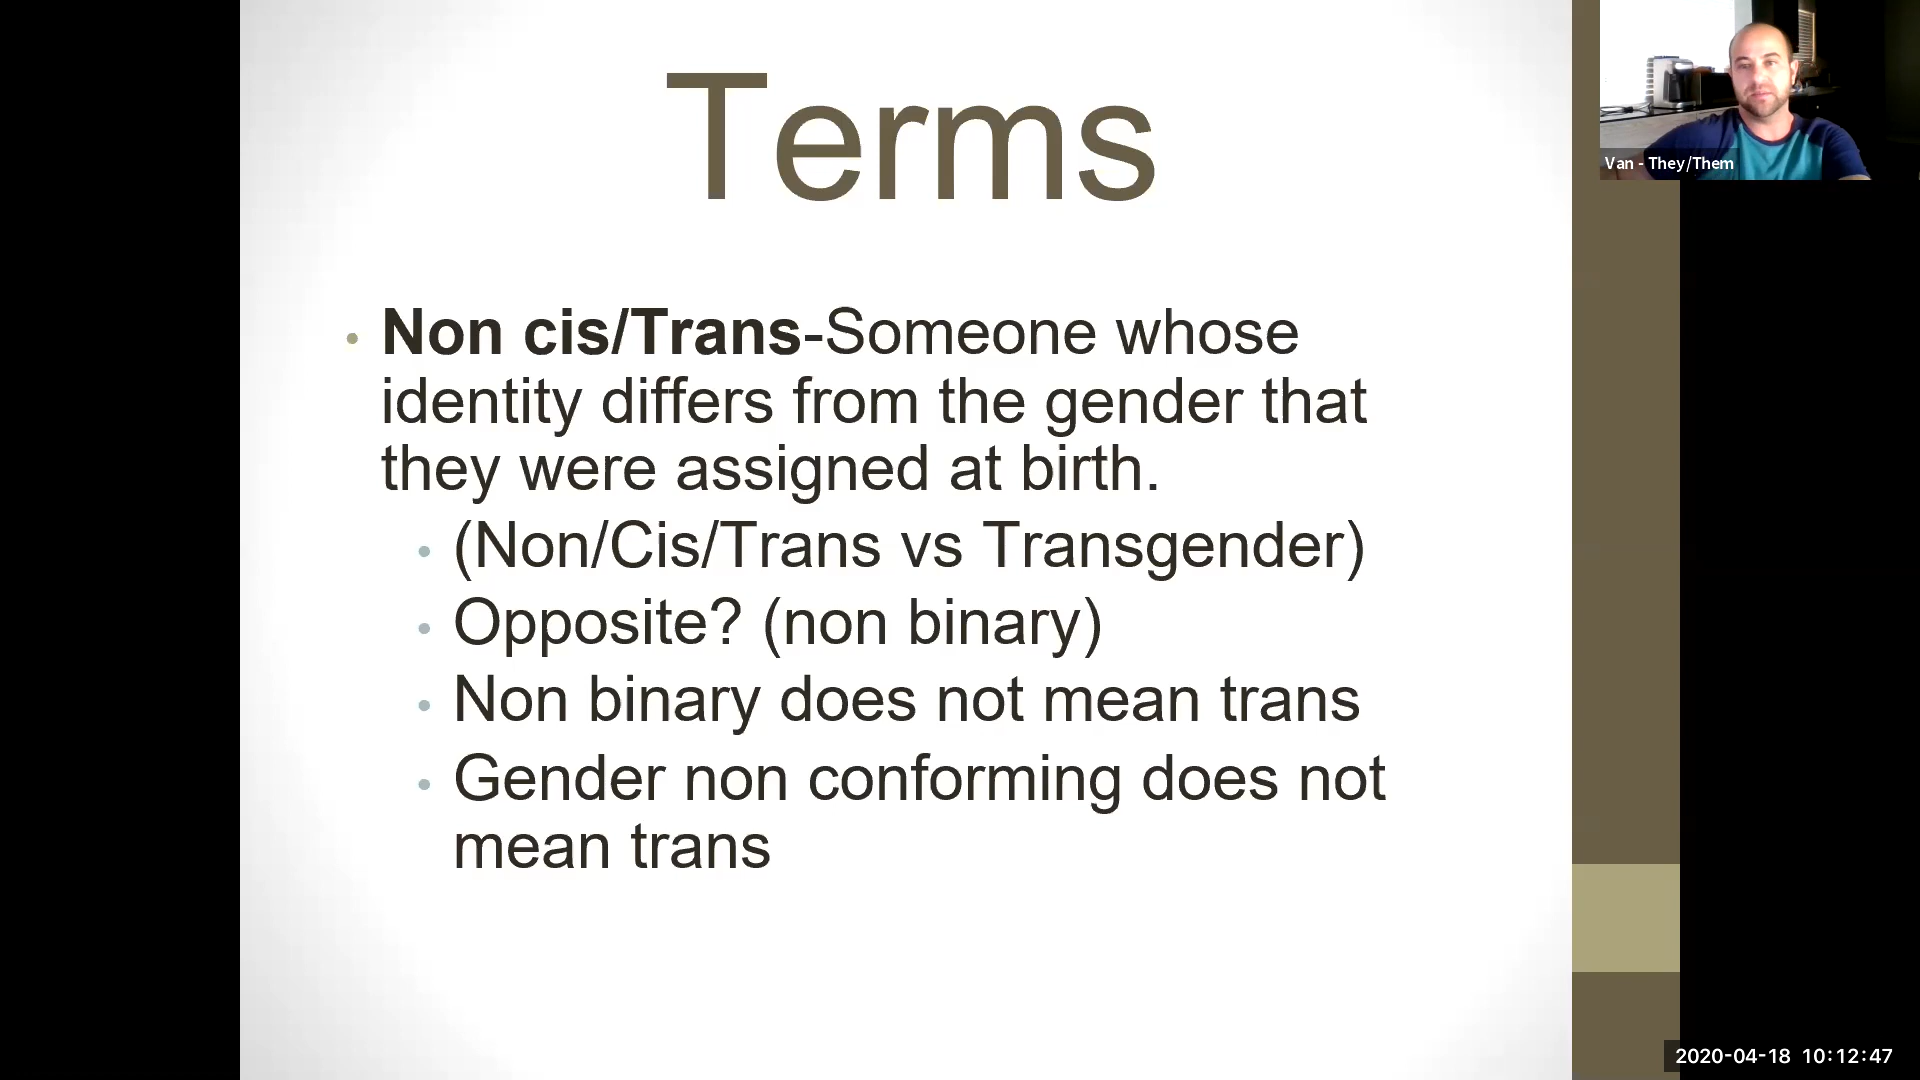 Terms
Van - They/Them
• Non cis/Trans-Someone whose
identity differs from the gender that
they were assigned at birth.
• (Non/Cis/Trans vs Transgender)
• Opposite? (non binary)
• Non binary does not mean trans
• Gender non conforming does not
mean trans
2020-04-18 10:12:47